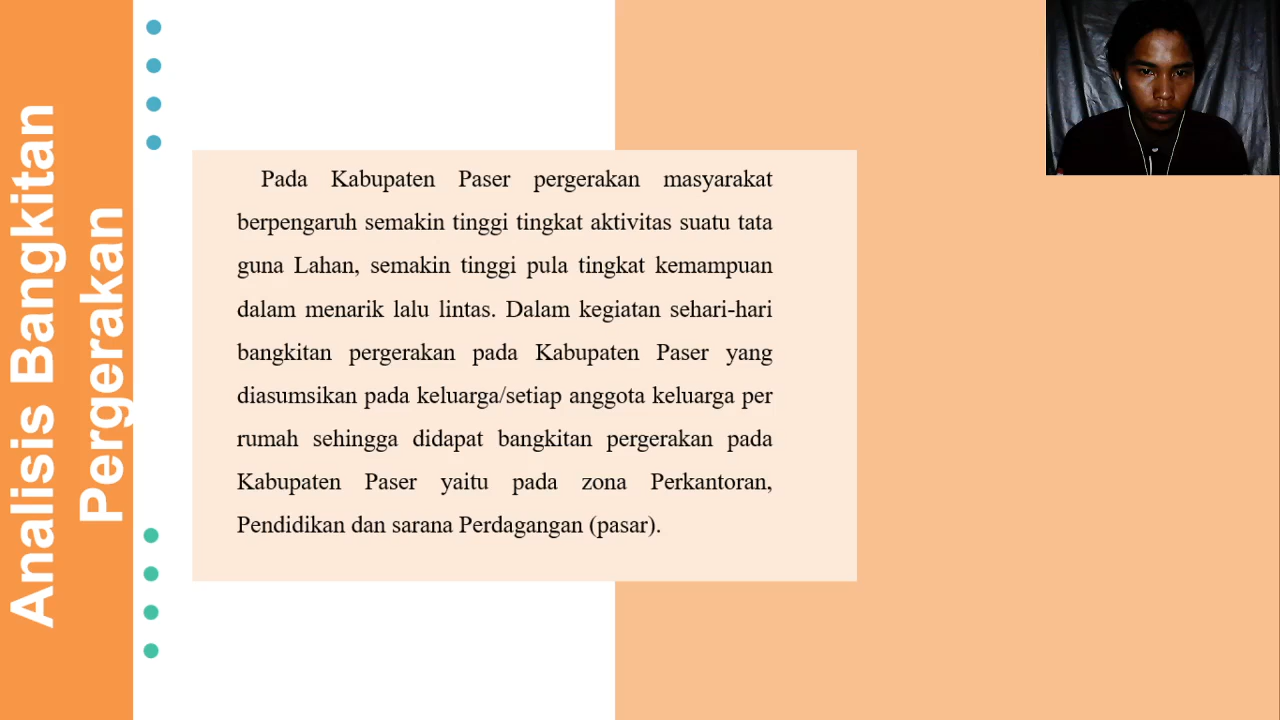 Analisis Bangkitan
Pergerakan
Pada Kabupaten Paser pergerakan masyarakat
berpengaruh semakin tinggi tingkat aktivitas suatu tata
guna Lahan, semakin tinggi pula tingkat kemampuan
dalam menarik lalu lintas. Dalam kegiatan sehari-hari
bangkitan pergerakan pada Kabupaten Paser yang
diasumsikan pada keluarga/setiap anggota keluarga per
rumah sehingga didapat bangkitan pergerakan pada
Kabupaten Paser yaitu pada zona Perkantoran,
Pendidikan dan sarana Perdagangan (pasar).